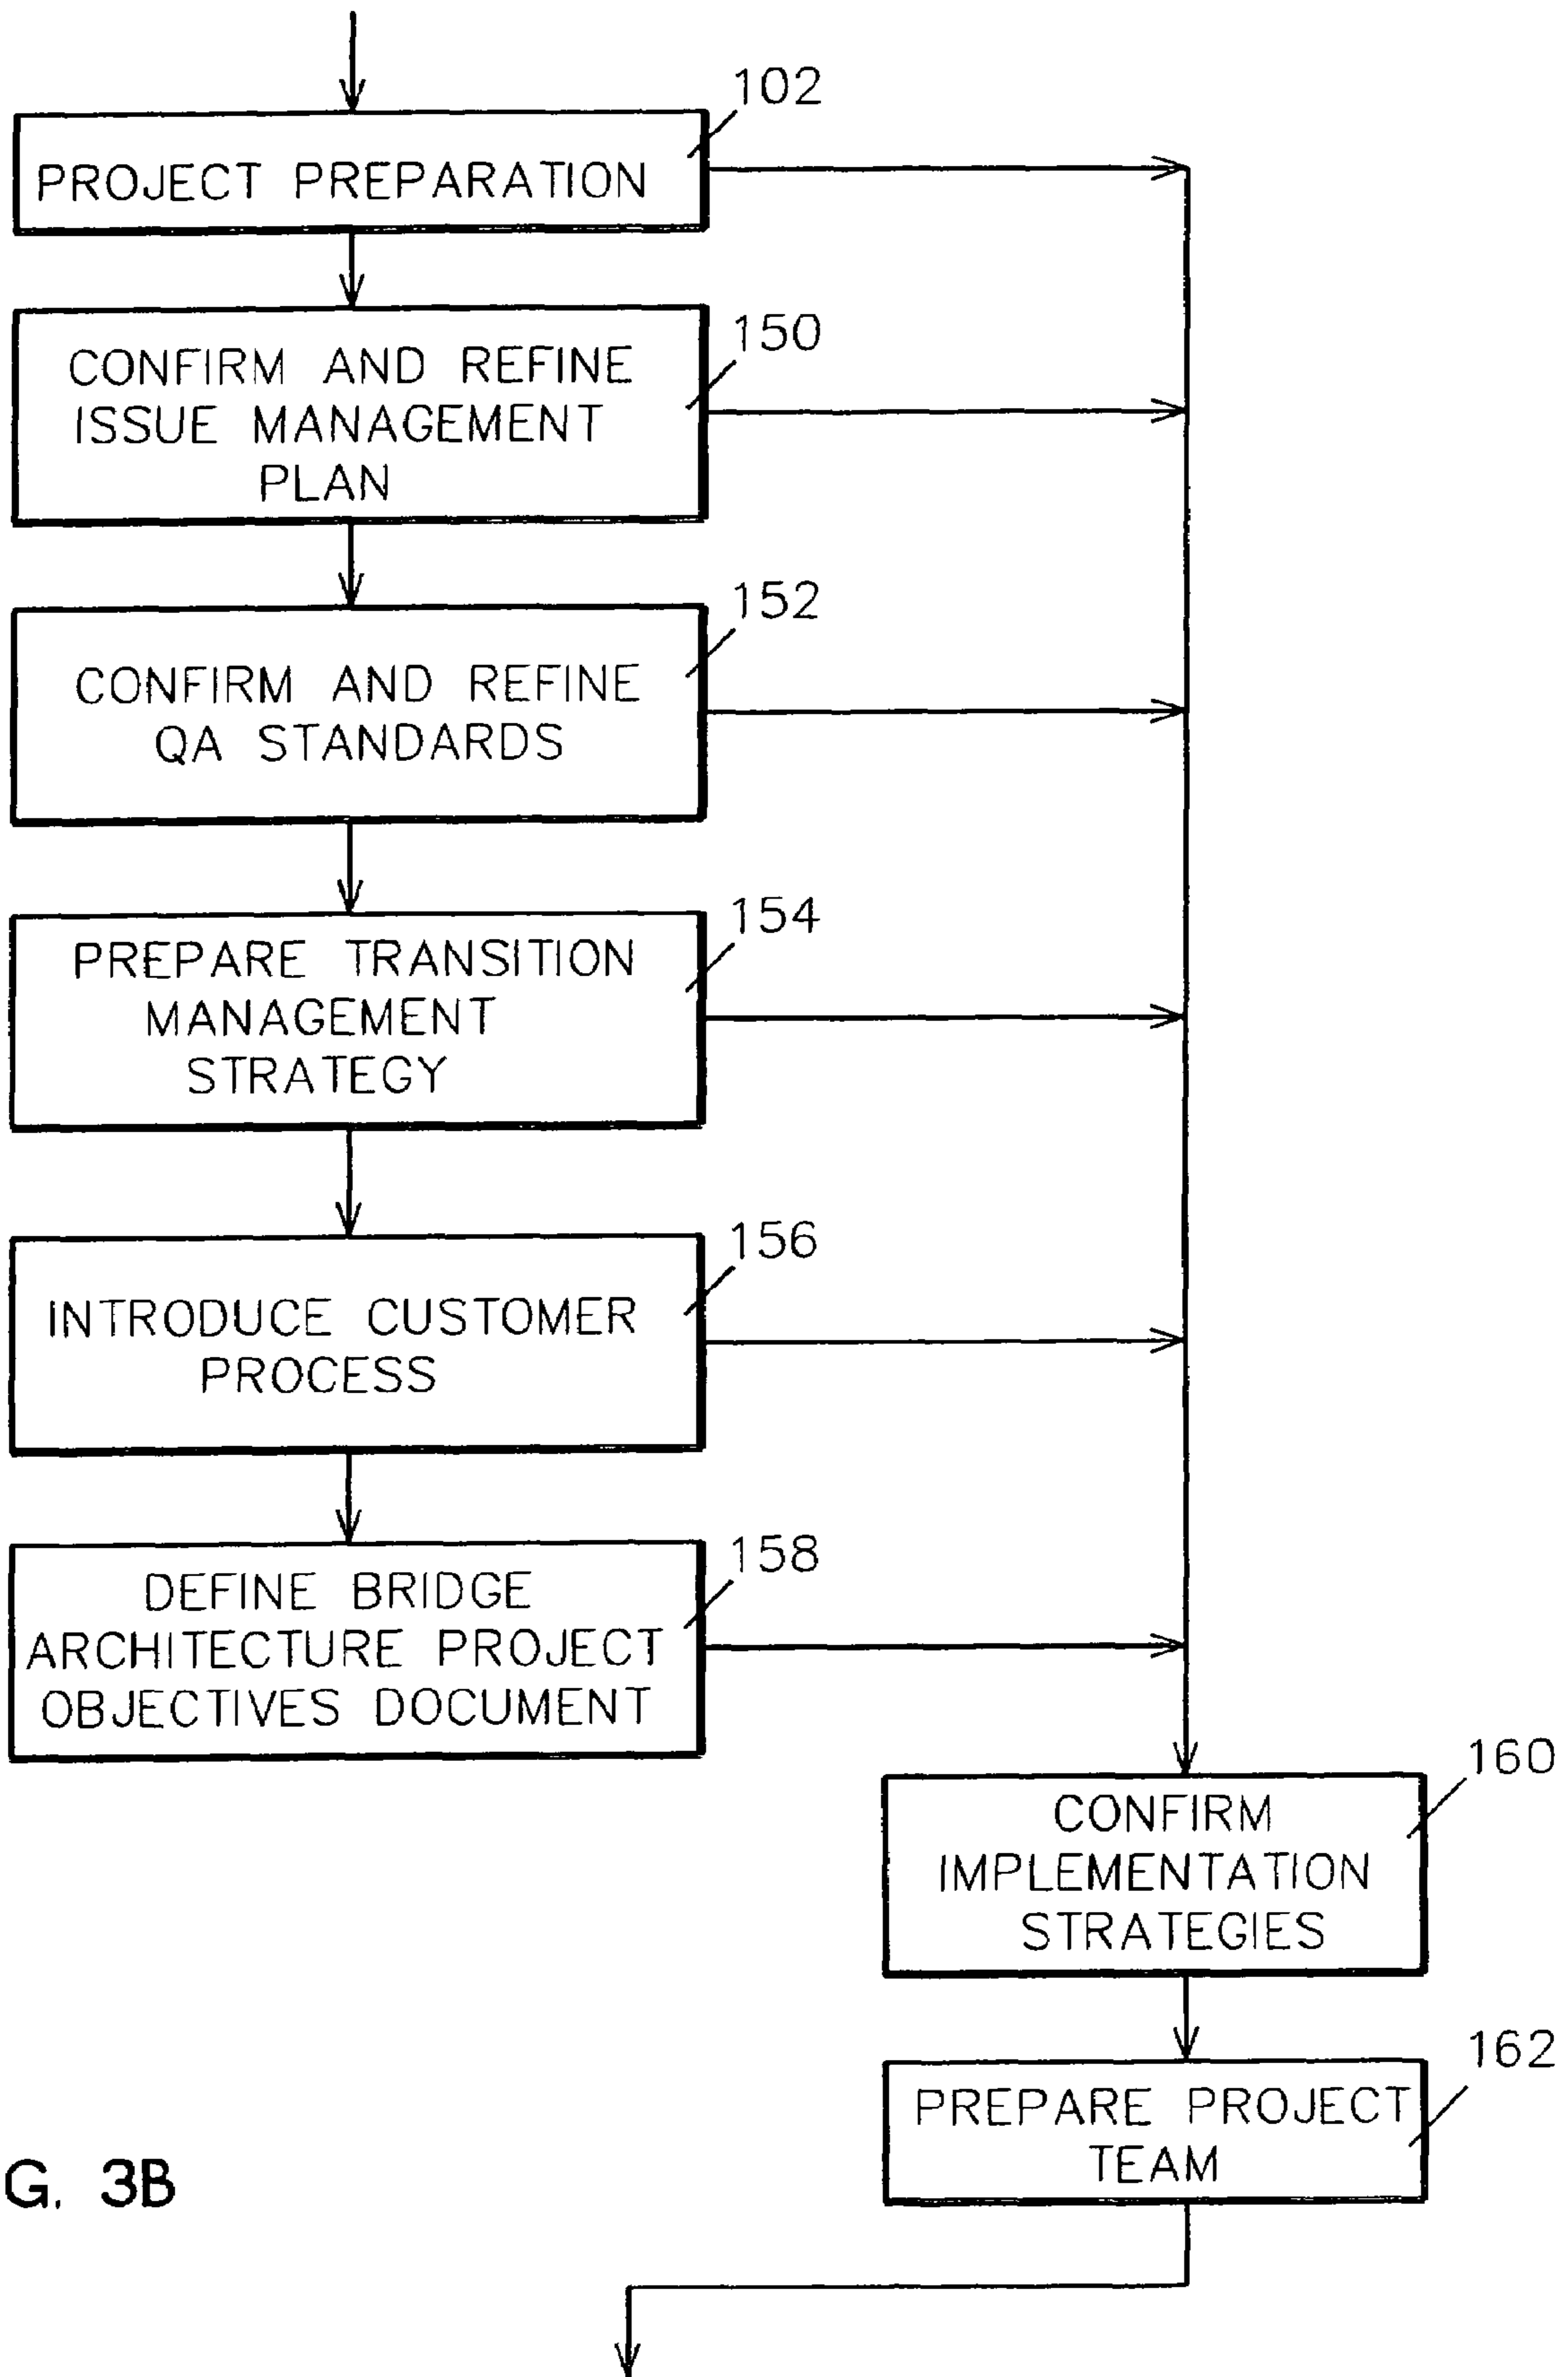 102
PROJECT PREPARATION
150
CONFIRM AND REFINE
ISSUE MANAGEMENT
PLAN
152
CONFIRM AND REFINE
QA STANDARDS
154
PREPARE TRANSITION
MANAGEMENT
STRATEGY
156
INTRODUCE CUSTOMER
PROCESS
158
DEFINE BRIDGE
ARCHITECTURE PROJECT
OBJECTIVES DOCUMENT
160
CONFIRM
IMPLEMENTATION
STRATEGIES
162
PREPARE PROJECT
TEAM
G. 3B